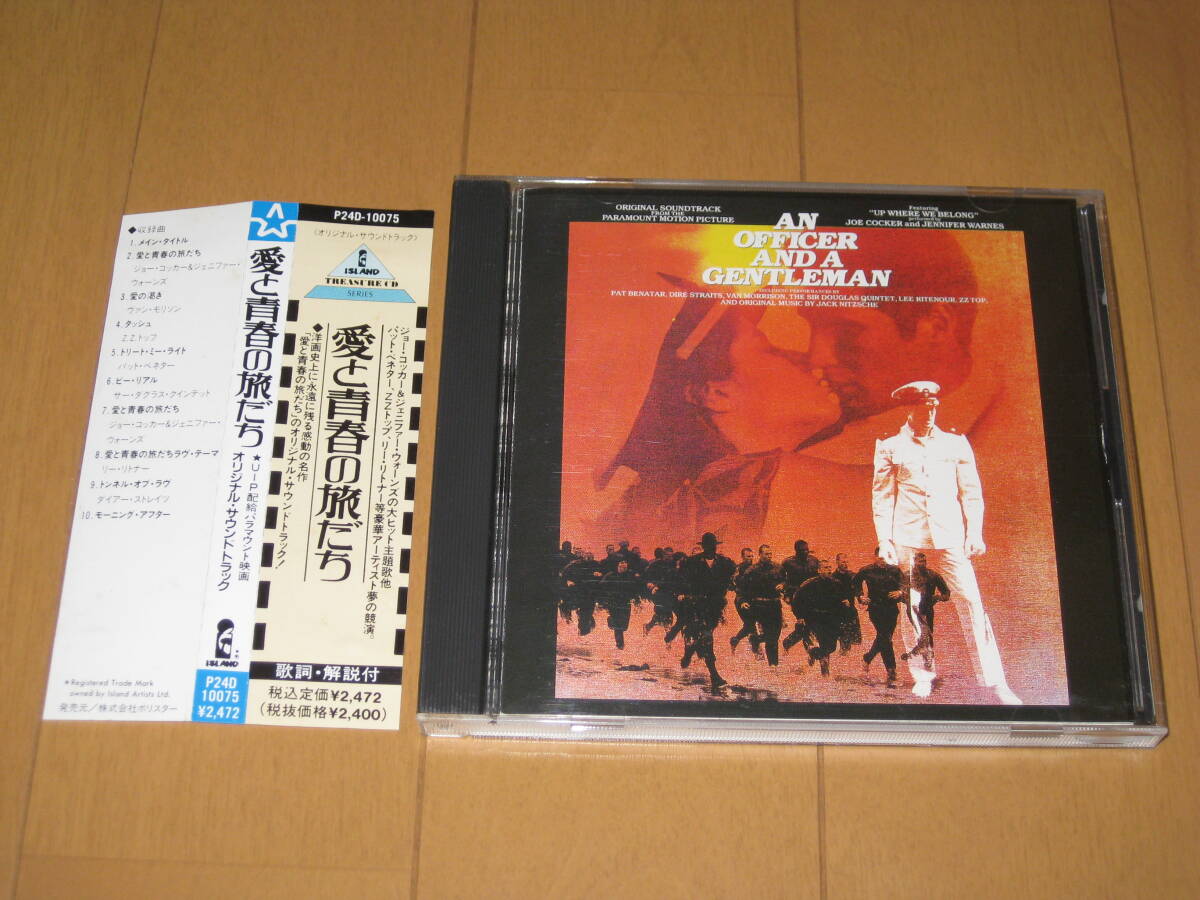 ◆収録曲
1. メイン・タイトル
2. 愛と青春の旅だち
ジョー・コッカー&ジェニファー・
ウォーンズ
3. 愛の渇き
ヴァン・モリソン
4. タッシュ
Z.Z.トップ
5. トリート・ミー・ライト
パット・ベネター
6. ビー・リアル
サー・ダグラス・クインテット
7. 愛と青春の旅だち
ジョー・コッカー&ジェニファー・
ウォーンズ
8. 愛と青春の旅だちラヴ・テーマ
リー・リトナー
9. トンネル・オブ・ラヴ
ダイアー・ストレイツ
10. モーニング・アフター
*Registered Trade Mark
owned by Island Artists Ltd.
発売元/株式会社ポリスター
愛と青春の旅だち
★UIP配給パラマウント映画
オリジナル・サウンドトラック
ISLAND
P24D
10075
¥2,472
P24D-10075
〈オリジナル・サウンドトラック〉
ISLAND
TREASURE CD
SERIES
ジョー・コッカー&ジェニファー・ウォーンズの大ヒット主題歌他
パット・ベネター、ZZトップ、リー・リトナー等豪華アーティスト夢の競演。
愛と青春の旅だち
◆洋画史上に永遠に残る感動の名作
「愛と青春の旅だち」のオリジナル・サウンドトラック!
歌詞・解説付
税込定価¥2,472
(税抜価格¥2,400)
ORIGINAL SOUNDTRACK
FROM THE
PARAMOUNT MOTION PICTURE
AN
OFFICER
AND A
GENTLEMAN
Featuring
"UP WHERE WE BELONG"
performed by
JOE COCKER and JENNIFER WARNES
INCLUDING PERFORMANCES BY
PAT BENATAR, DIRE STRAITS, VAN MORRISON, THE SIR DOUGLAS QUINTET, LEE RITENOUR, ZZ TOP,
AND ORIGINAL MUSIC BY JACK NITZSCHE